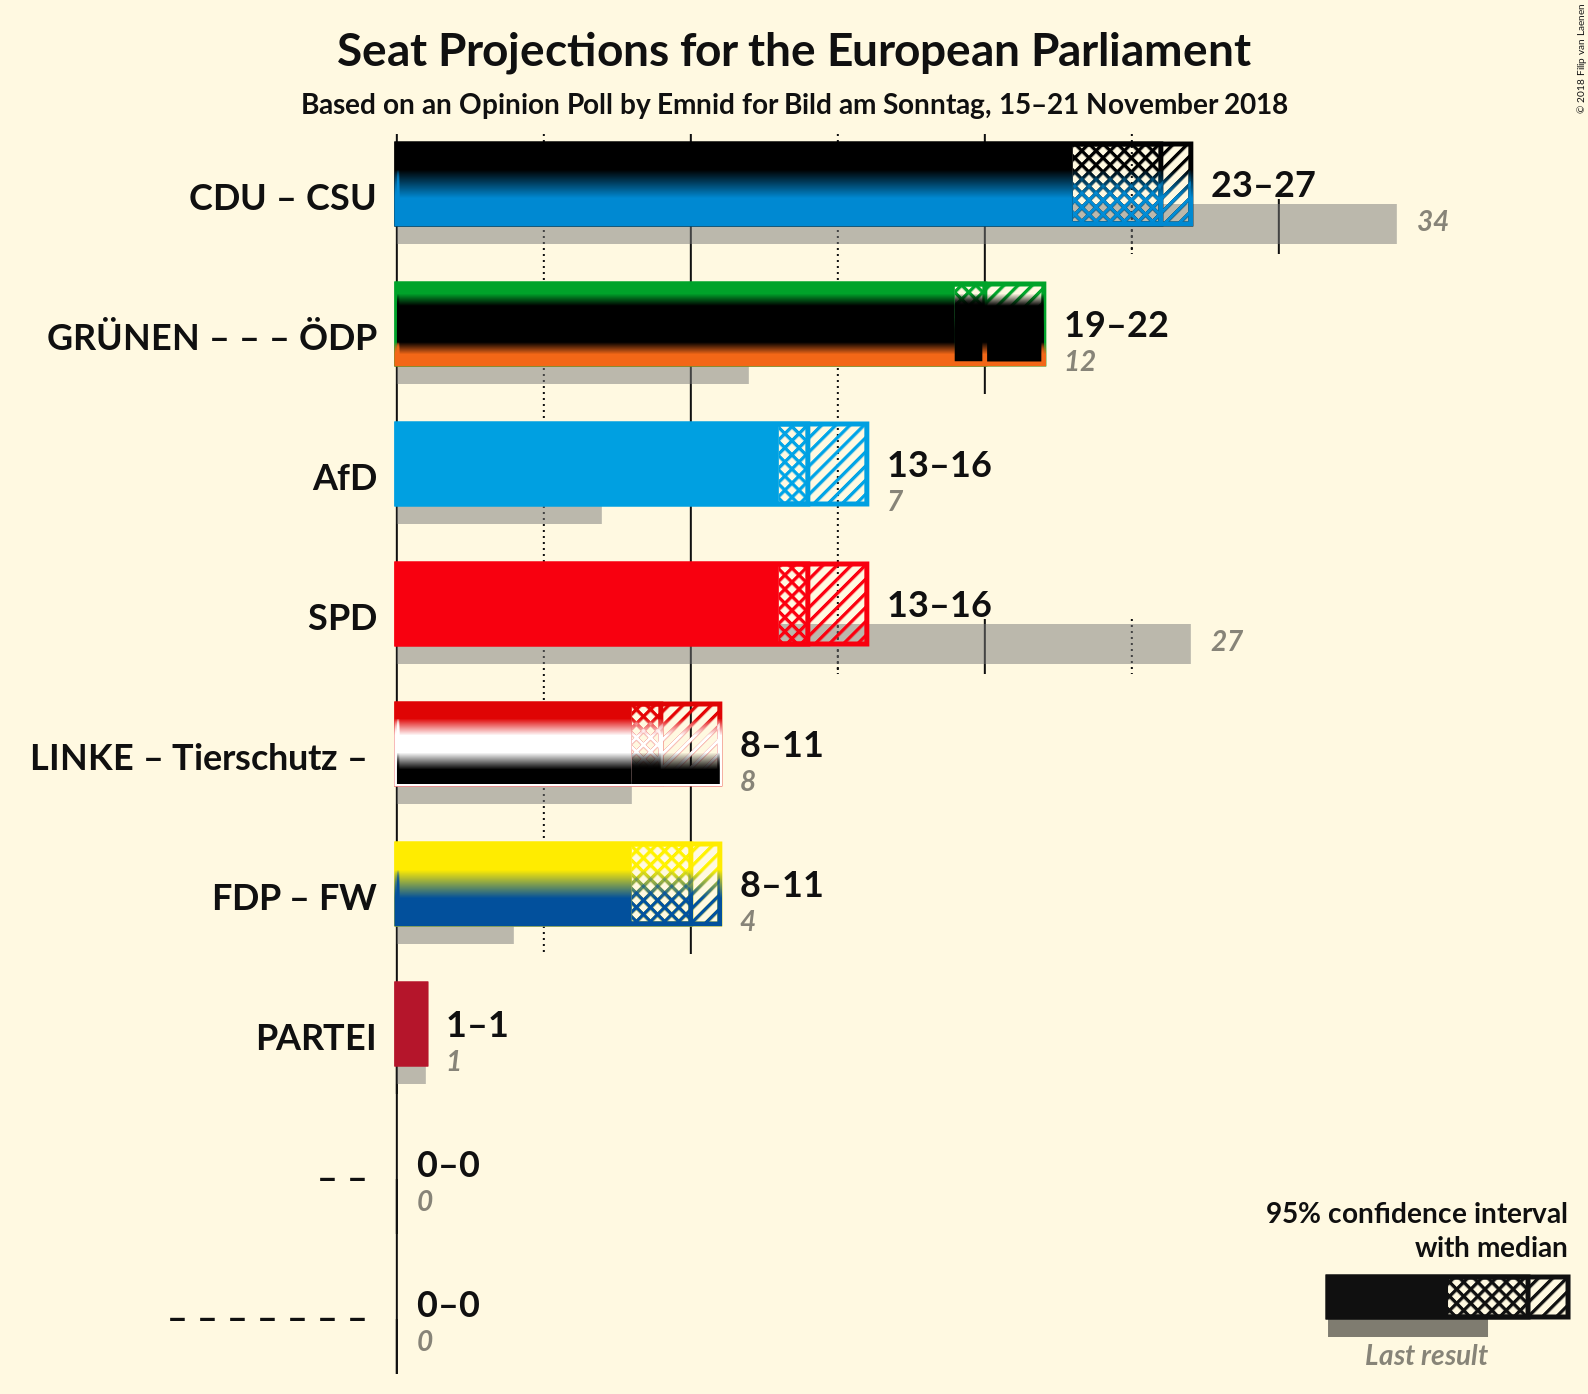 Seat Projections for the European Parliament
Based on an Opinion Poll by Emnid for Bild am Sonntag, 15–21 November 2018
© 2018 Filip van Laenen
CDU – CSU
23–27
34
GRÜNEN – – – ÖDP
19–22
12
AfD
13–16
7
SPD
13–16
27
LINKE – Tierschutz –
8–11
8
FDP – FW
8–11
4
PARTEI
1–1
1
– –
0–0
0
– – – – – – –
0–0
0
95% confidence interval
with median
Last result